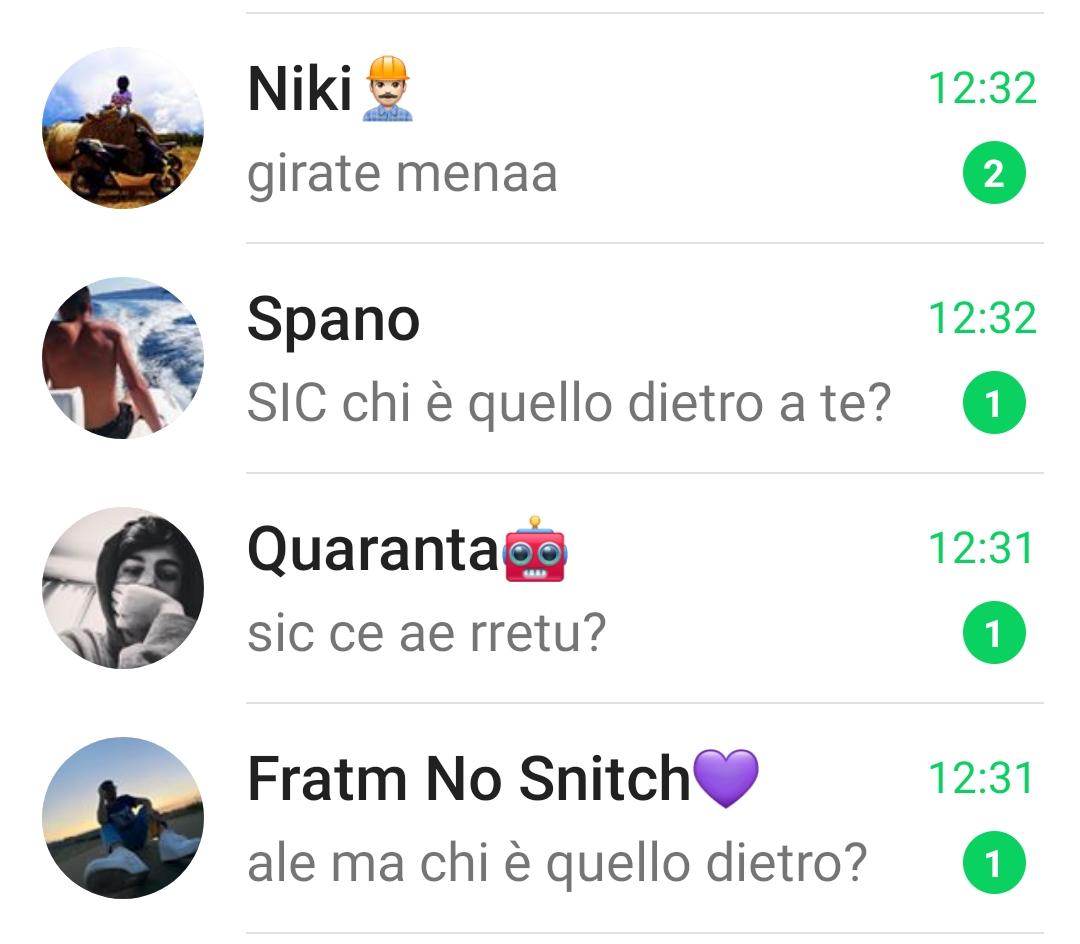 Niki👷🏻‍♂️
12:32
girate menaa
2
Spano
12:32
SIC chi è quello dietro a te?
1
Quaranta🤖
12:31
sic ce ae rretu?
1
Fratm No Snitch💜
12:31
ale ma chi è quello dietro?
1